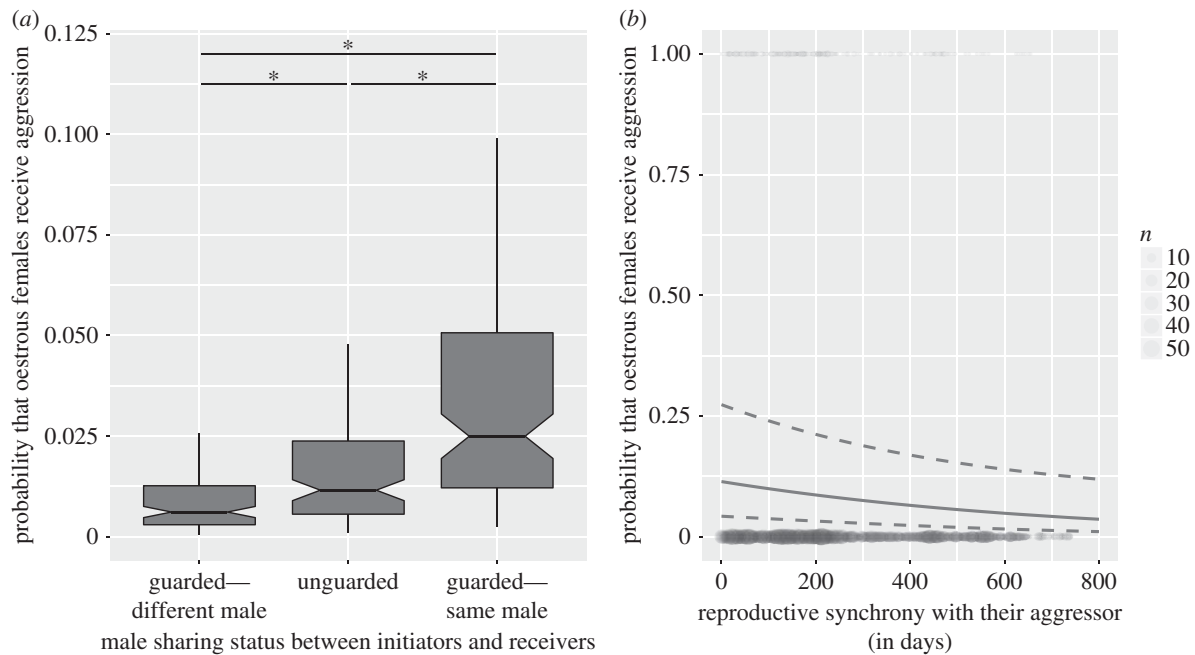 (a)
probability that oestrous females receive aggression
0.125
0.100
0.075
0.050
0.025
0
*
*
*
guarded—
different male
unguarded
guarded—
same male
male sharing status between initiators and receivers
(b)
probability that oestrous females receive aggression
1.00
0.75
0.50
0.25
0
0
200
400
600
800
reproductive synchrony with their aggressor
(in days)
n
10
20
30
40
50